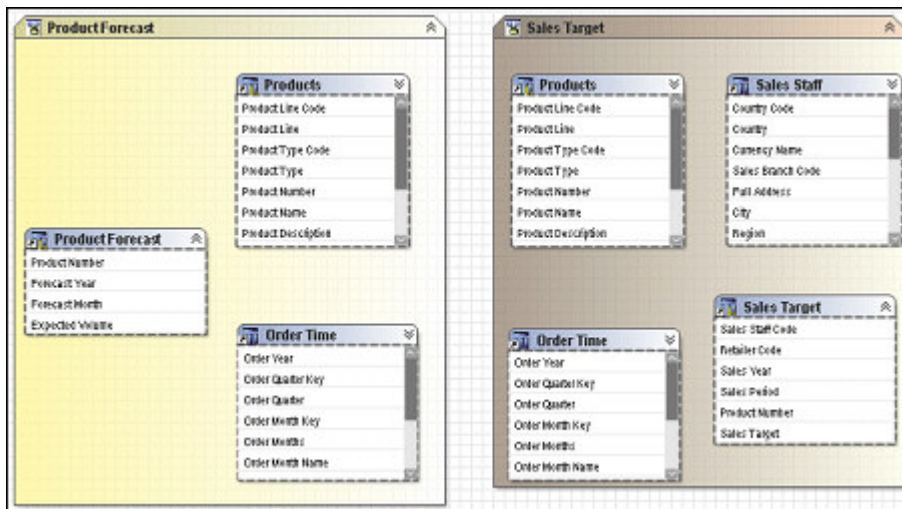 Product Forecast
Products
Product Line Code
Product Line
Product Type Code
Product Type
Product Number
Product Name
Product Description
Product Forecast
Product Number
Forecast Year
Forecast Month
Expected Volume
Order Time
Order Year
Order Quarter Key
Order Quarter
Order Month Key
Order Months
Order Month Name
Sales Target
Products
Product Line Code
Product Line
Product Type Code
Product Type
Product Number
Product Name
Product Description
Sales Staff
Country Code
Country
Currency Name
Sales Branch Code
Full Address
City
Region
Order Time
Order Year
Order Quarter Key
Order Quarter
Order Month Key
Order Months
Order Month Name
Sales Target
Sales Staff Code
Retailer Code
Sales Year
Sales Period
Product Number
Sales Target